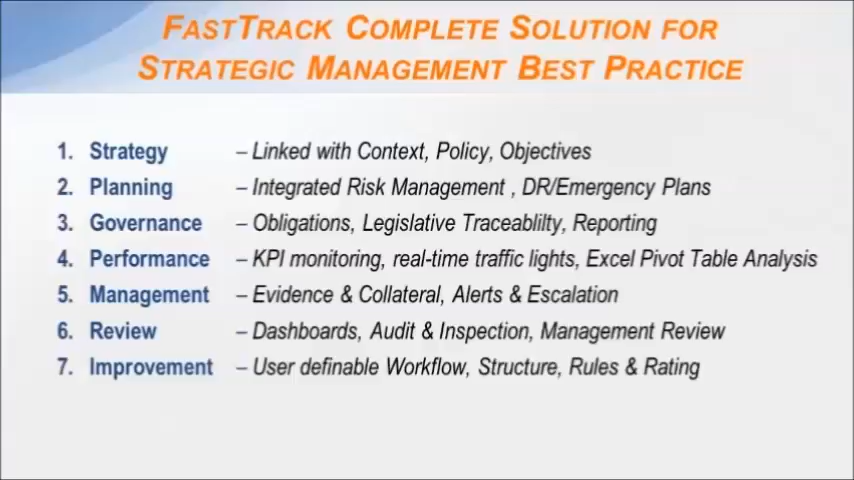 FASTTRACK COMPLETE SOLUTION FOR
STRATEGIC MANAGEMENT BEST PRACTICE
1. Strategy – Linked with Context, Policy, Objectives
2. Planning – Integrated Risk Management , DR/Emergency Plans
3. Governance – Obligations, Legislative Traceablilty, Reporting
4. Performance – KPI monitoring, real-time traffic lights, Excel Pivot Table Analysis
5. Management – Evidence & Collateral, Alerts & Escalation
6. Review – Dashboards, Audit & Inspection, Management Review
7. Improvement – User definable Workflow, Structure, Rules & Rating